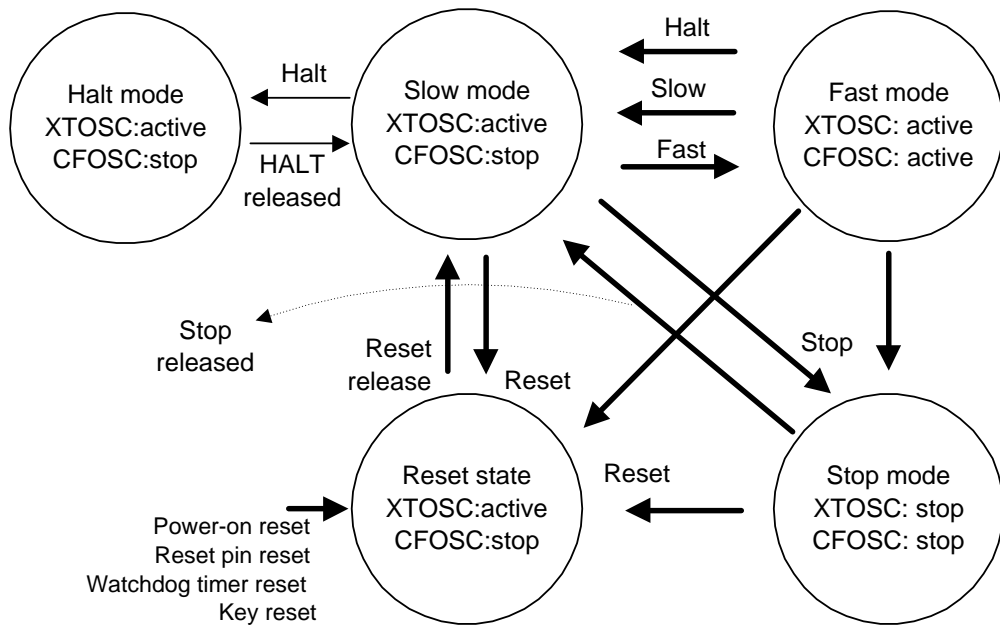 Halt mode
XTOSC:active
CFOSC:stop
Halt
HALT
released
Slow mode
XTOSC:active
CFOSC:stop
Halt
Slow
Fast
Fast mode
XTOSC: active
CFOSC: active
Stop
released
Reset
release
Reset
Stop
Reset state
XTOSC:active
CFOSC:stop
Reset
Stop mode
XTOSC: stop
CFOSC: stop
Power-on reset
Reset pin reset
Watchdog timer reset
Key reset